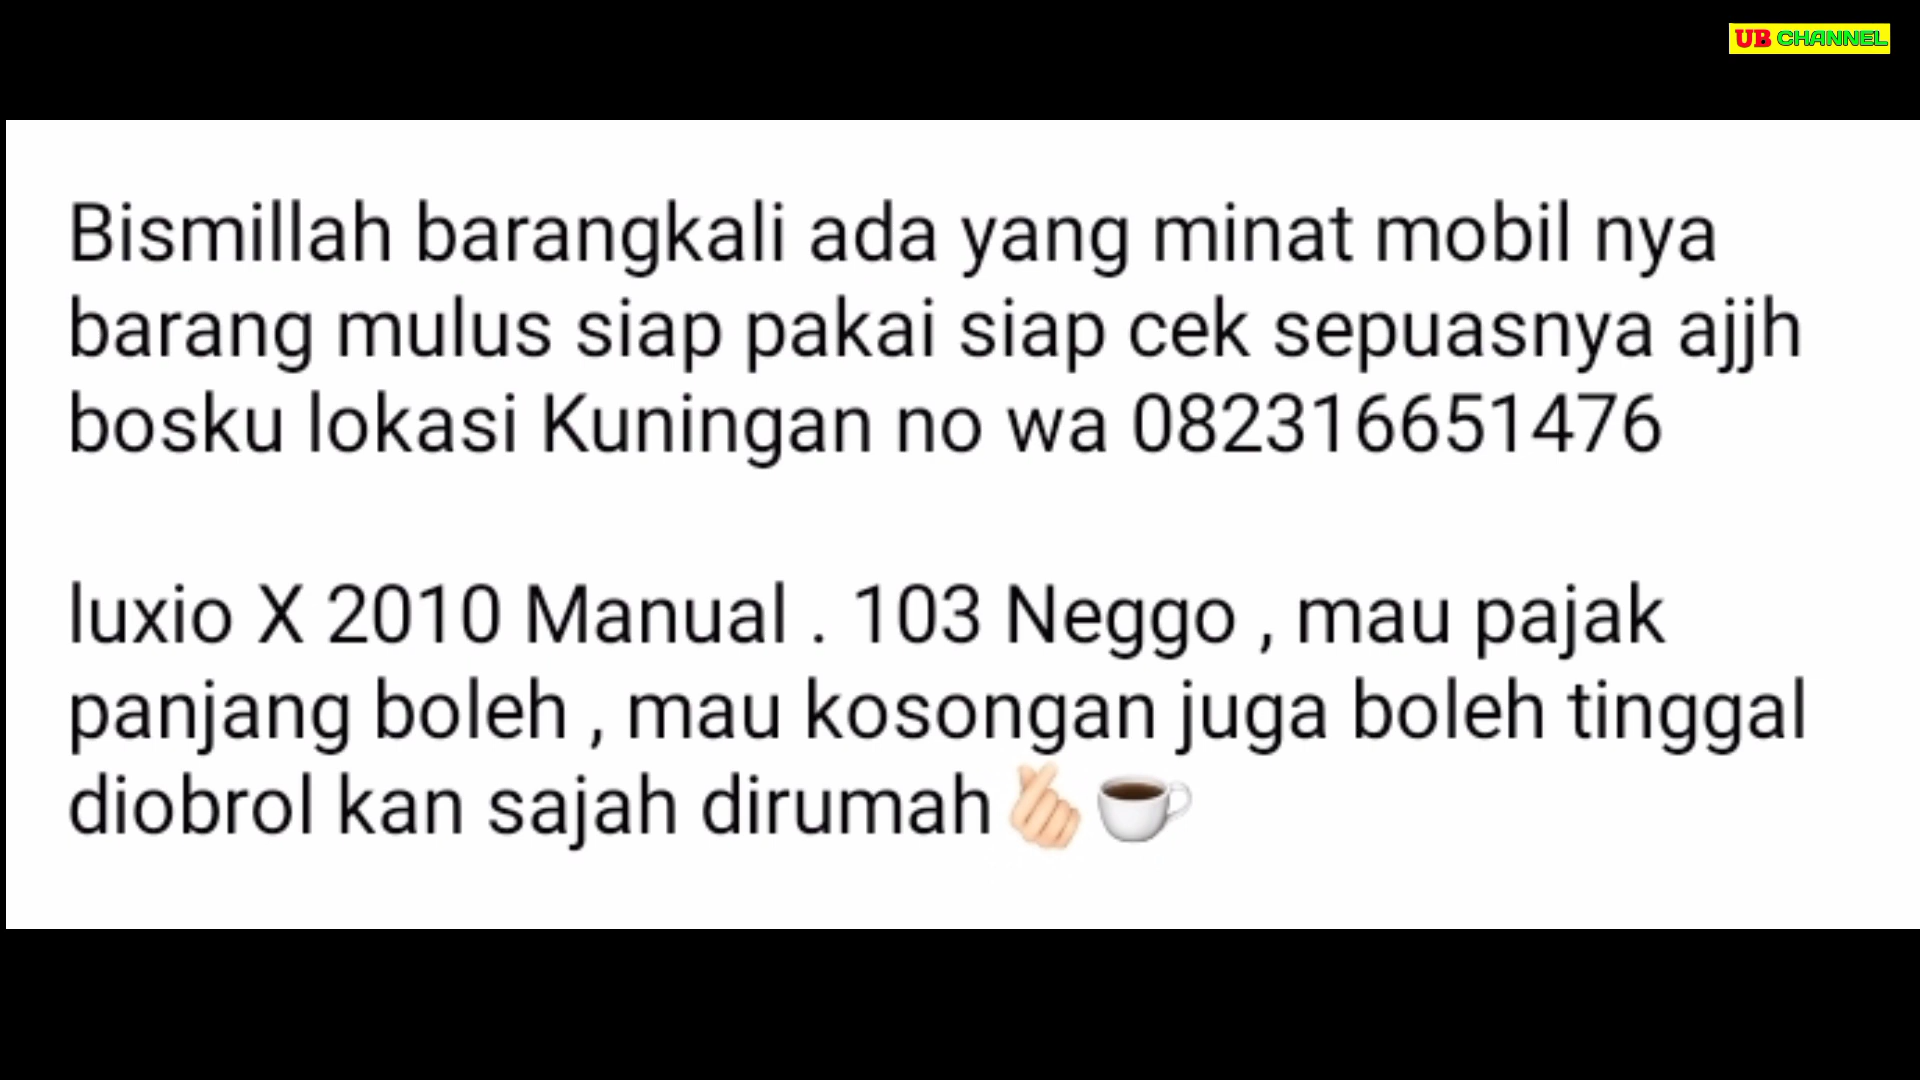 UB CHANNEL
Bismillah barangkali ada yang minat mobil nya
barang mulus siap pakai siap cek sepuasnya ajjh
bosku lokasi Kuningan no wa 082316651476
luxio X 2010 Manual . 103 Neggo , mau pajak
panjang boleh , mau kosongan juga boleh tinggal
diobrol kan sajah dirumah🫰🏻☕